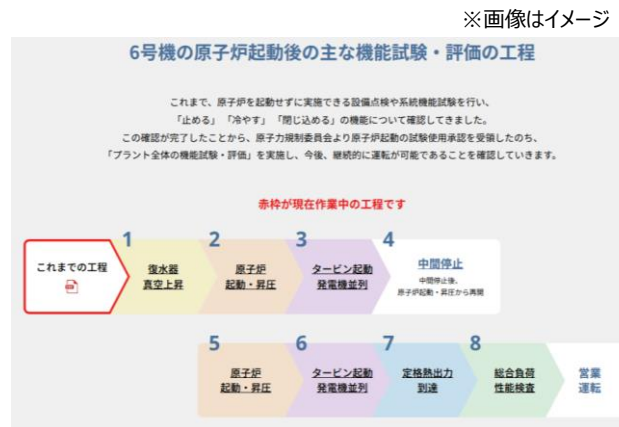 ※画像はイメージ
6号機の原子炉起動後の主な機能試験・評価の工程
これまで、原子炉を起動せずに実施できる設備点検や系統機能試験を行い、
「止める」「冷やす」「閉じ込める」の機能について確認してきました。
この確認が完了したことから、原子力規制委員会より原子炉起動の試験使用承認を受領したのち、
「プラント全体の機能試験・評価」を実施し、今後、継続的に運転が可能であることを確認していきます。
赤枠が現在作業中の工程です
これまでの工程
1
復水器
真空上昇
2
原子炉
起動・昇圧
3
タービン起動
発電機並列
4
中間停止
中間停止後、
原子炉起動・昇圧から再開
5
原子炉
起動・昇圧
6
タービン起動
発電機並列
7
定格熱出力
到達
8
総合負荷
性能検査
営業
運転